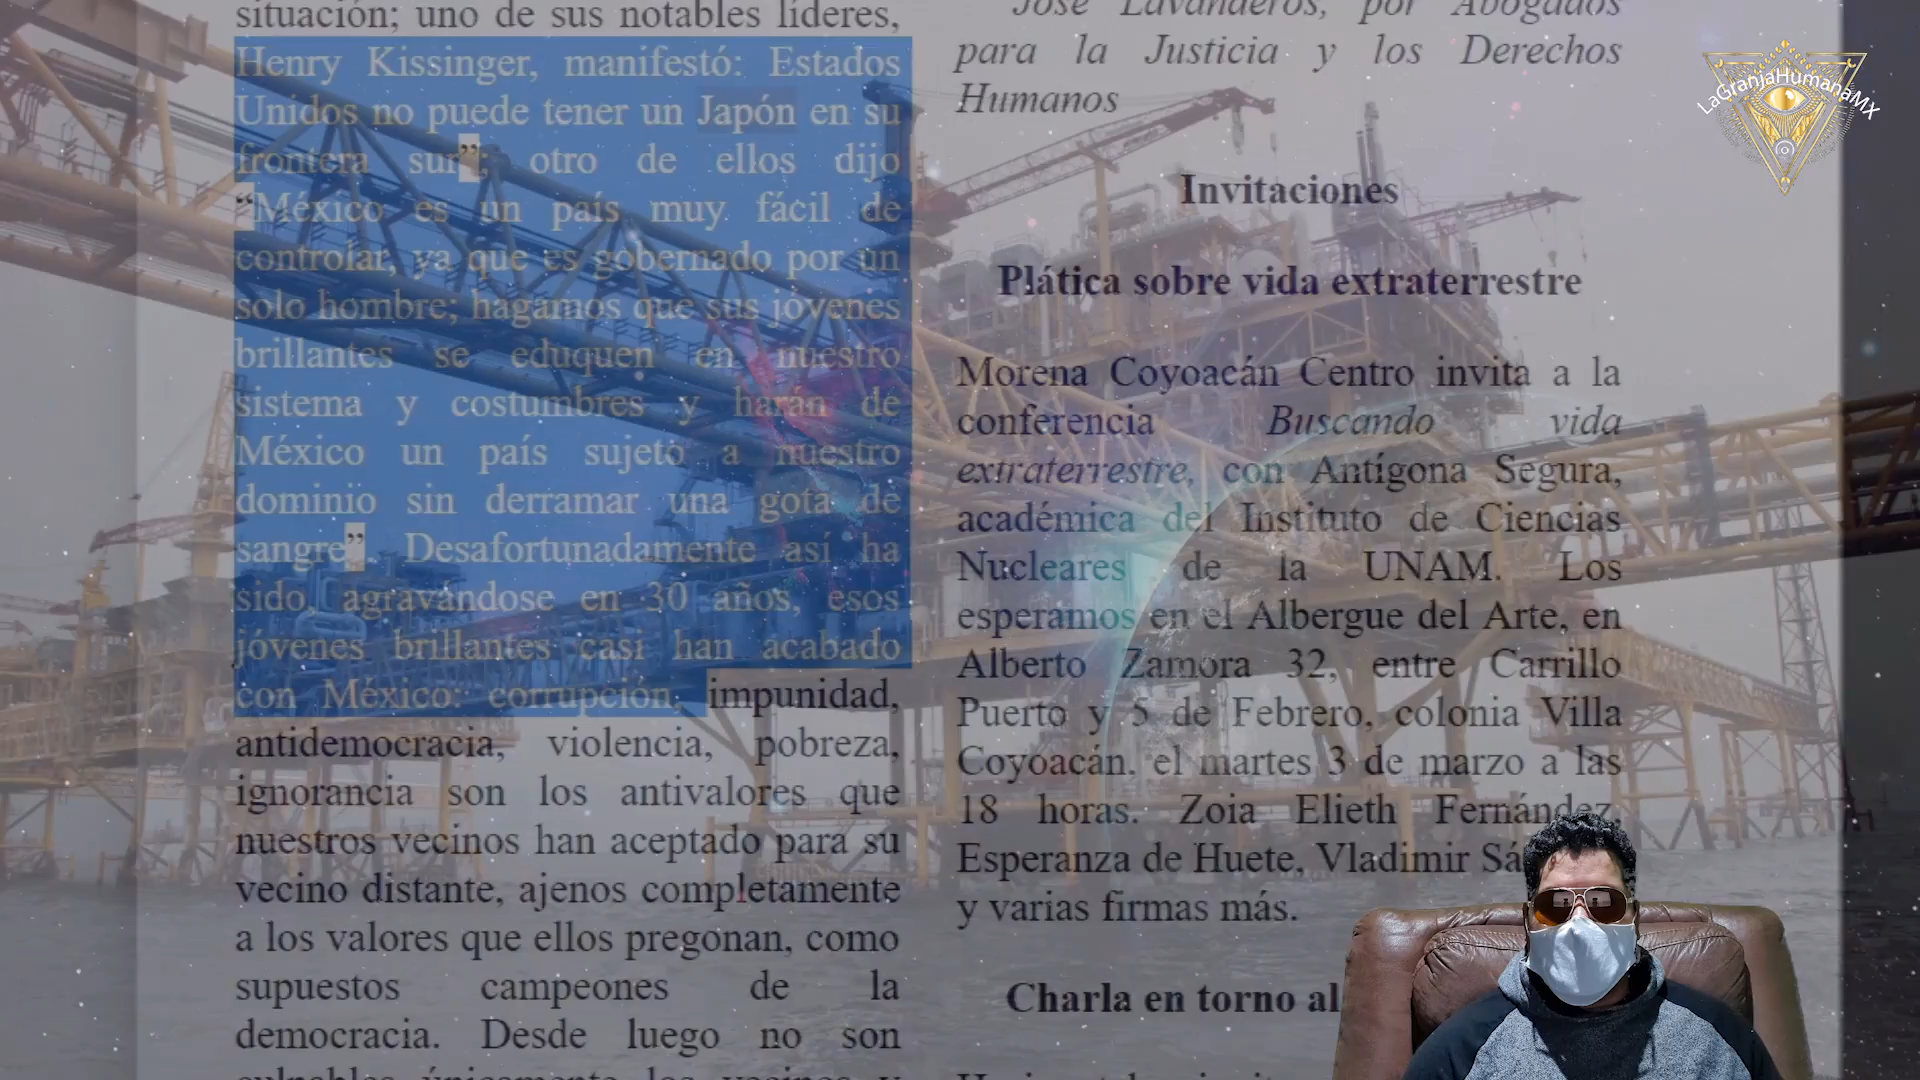 situación; uno de sus notables líderes,
Henry Kissinger, manifestó: Estados
Unidos no puede tener un Japón en su
frontera sur”; otro de ellos dijo
“México es un país muy fácil de
controlar, ya que es gobernado por un
solo hombre; hagamos que sus jóvenes
brillantes se eduquen en nuestro
sistema y costumbres y harán de
México un país sujeto a nuestro
dominio sin derramar una gota de
sangre”. Desafortunadamente así ha
sido, agravándose en 30 años, esos
jóvenes brillantes casi han acabado
con México: corrupción, impunidad,
antidemocracia, violencia, pobreza,
ignorancia son los antivalores que
nuestros vecinos han aceptado para su
vecino distante, ajenos completamente
a los valores que ellos pregonan, como
supuestos campeones de la
democracia. Desde luego no son
culpables únicamente los vecinos y
José Lavanderos, por Abogados
para la Justicia y los Derechos
Humanos
Invitaciones
Plática sobre vida extraterrestre
Morena Coyoacán Centro invita a la
conferencia Buscando vida
extraterrestre, con Antígona Segura,
académica del Instituto de Ciencias
Nucleares de la UNAM. Los
esperamos en el Albergue del Arte, en
Alberto Zamora 32, entre Carrillo
Puerto y 5 de Febrero, colonia Villa
Coyoacán, el martes 3 de marzo a las
18 horas. Zoia Elieth Fernández,
Esperanza de Huete, Vladimir Sá
y varias firmas más.
Charla en torno al
LaGranjaHumanaMX